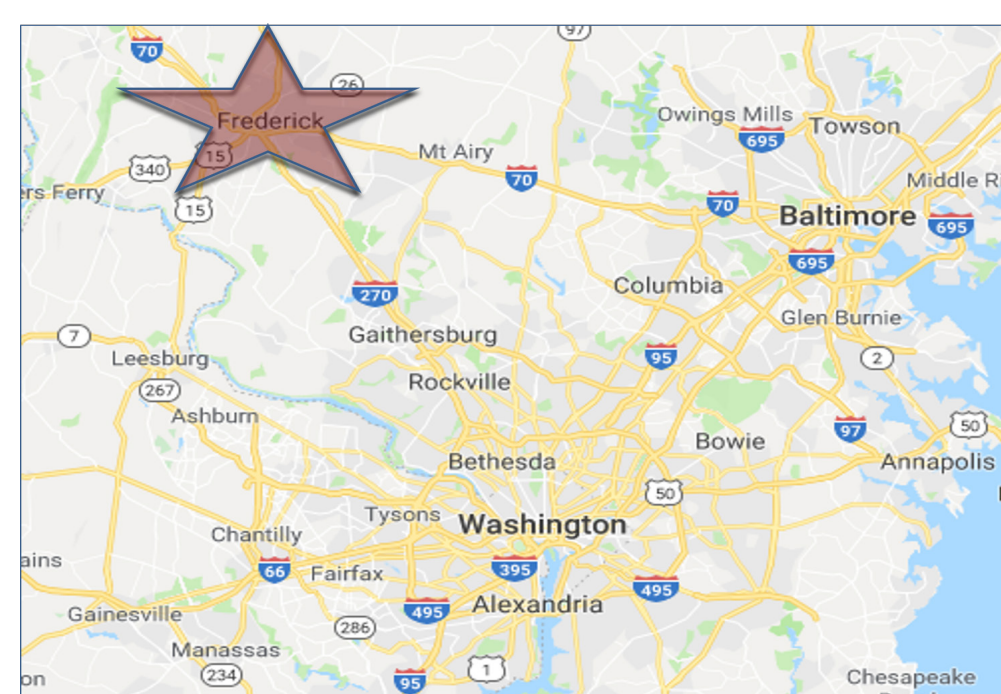 97
70
26
Owings Mills
Frederick
Towson
695
15
Mt Airy
340
70
Middle Ri
ers Ferry
70
15
Baltimore
695
695
Columbia
270
Glen Burnie
7
Gaithersburg
95
Leesburg
2
Rockville
267
Ashburn
50
97
Bowie
Bethesda
Annapolis
50
Tysons
Washington
Chantilly
ains
66
Fairfax
395
495
Alexandria
495
Gainesville
286
Manassas
234
1
on
95
Chesapeake